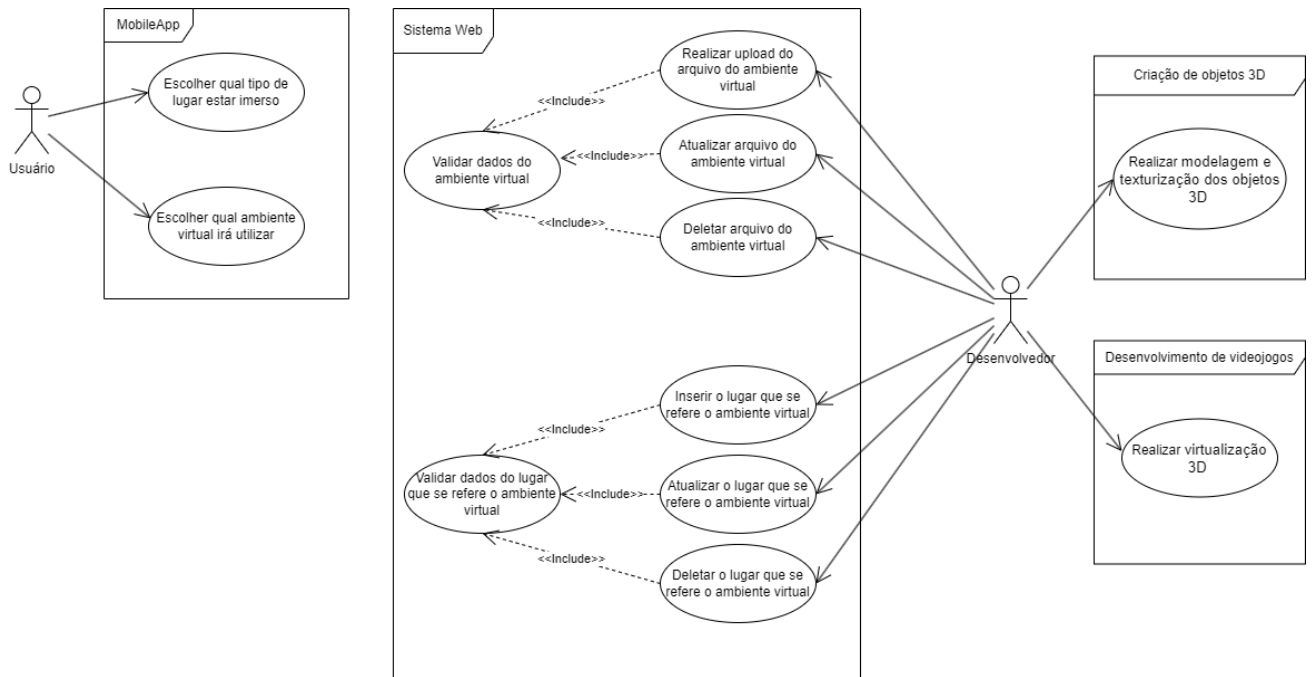 MobileApp
Escolher qual tipo de
lugar estar imerso
Usuário
Escolher qual ambiente
virtual irá utilizar
Sistema Web
Realizar upload do
arquivo do ambiente
virtual
<<Include>>
Validar dados do
ambiente virtual
<<Include>>
Atualizar arquivo do
ambiente virtual
<<Include>>
Deletar arquivo do
ambiente virtual
Inserir o lugar que se
refere o ambiente virtual
<<Include>>
Validar dados do lugar
que se refere o ambiente
virtual
<<Include>>
Atualizar o lugar que se
refere o ambiente virtual
<<Include>>
Deletar o lugar que se
refere o ambiente virtual
Desenvolvedor
Criação de objetos 3D
Realizar modelagem e
texturização dos objetos
3D
Desenvolvimento de videojogos
Realizar virtualização
3D